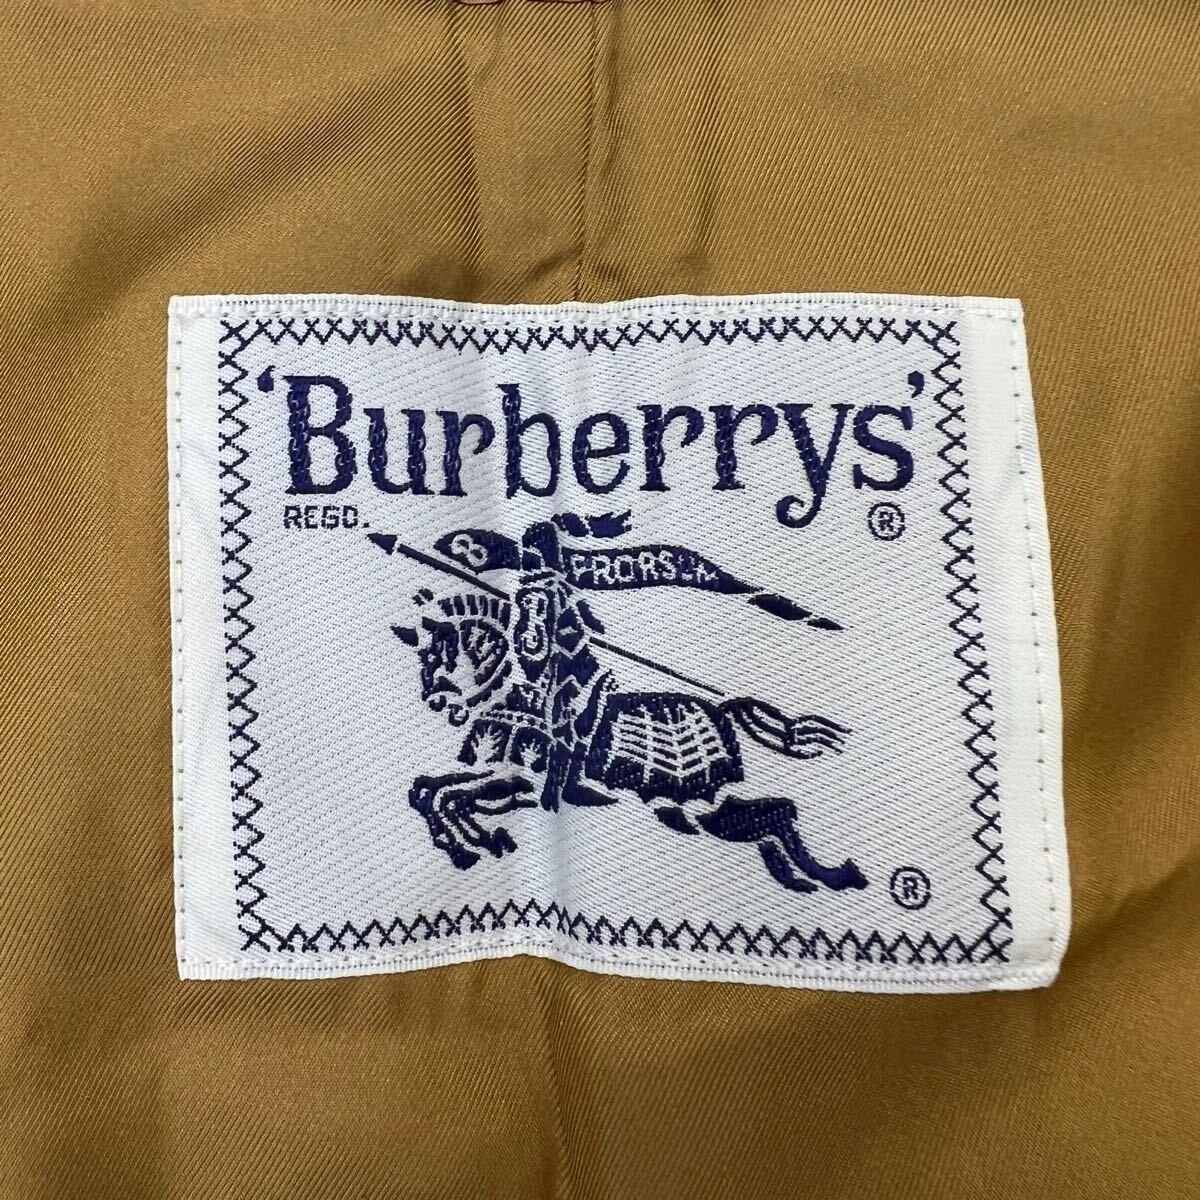 ‘Burberrys’
REGD. ®
B PRORSUM
®